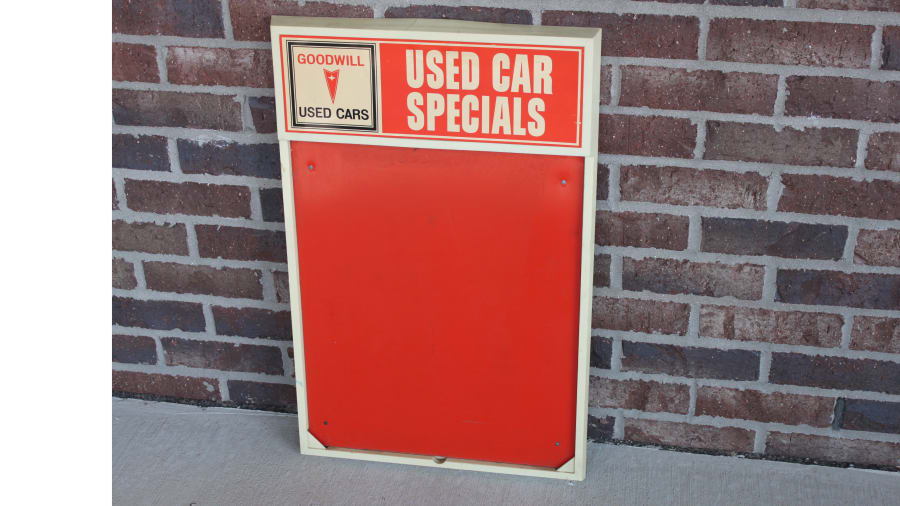 GOODWILL
USED CARS
USED CAR
SPECIALS